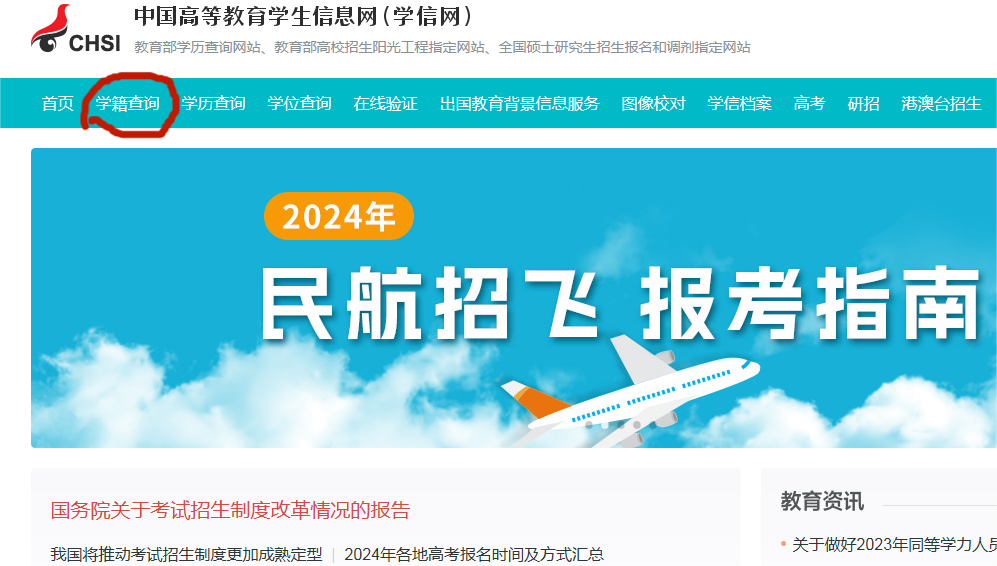 中国高等教育学生信息网（学信网）
CHSI
教育部学历查询网站、教育部高校招生阳光工程指定网站、全国硕士研究生招生报名和调剂指定网站
首页 学籍查询 学历查询 学位查询 在线验证 出国教育背景信息服务 图像校对 学信档案 高考 研招 港澳台招生
2024年
民航招飞 报考指南
国务院关于考试招生制度改革情况的报告
我国将推动考试招生制度更加成熟定型 | 2024年各地高考报名时间及方式汇总
教育资讯
• 关于做好2023年同等学力人员